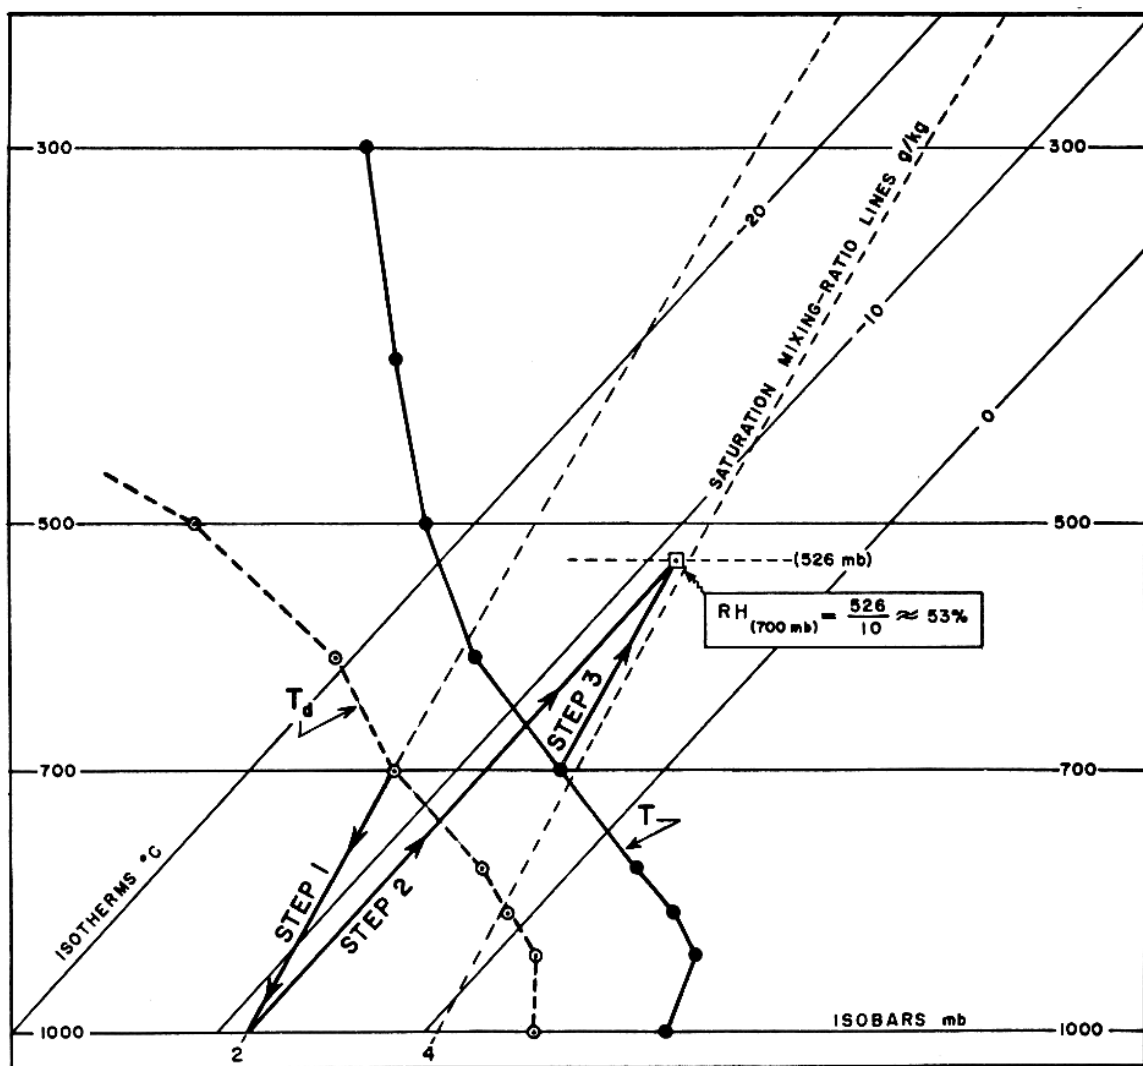 300
300
-20
-10
0
SATURATION MIXING-RATIO LINES g/kg
500
500
(526 mb)
RH(700 mb) = 526/10 ≈ 53%
STEP 3
Td
700
700
T
ISOTHERMS °C
STEP 1
STEP 2
ISOBARS mb
1000
1000
2
4